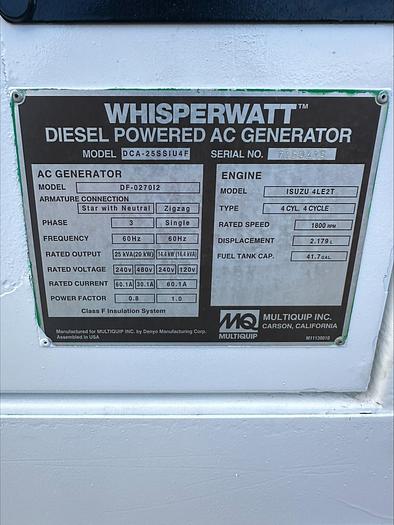 WHISPERWATT™
DIESEL POWERED AC GENERATOR
MODEL DCA-25SSIU4F SERIAL NO.
AC GENERATOR
MODEL DF-0270I2
ARMATURE CONNECTION
Star with Neutral Zigzag
PHASE 3 Single
FREQUENCY 60Hz 60Hz
RATED OUTPUT 25 kVA(20 kW) 14.4 kW (14.4 kVA)
RATED VOLTAGE 240V 480V 240V 120V
RATED CURRENT 60.1A 30.1A 60.1A
POWER FACTOR 0.8 1.0
Class F Insulation System
ENGINE
MODEL ISUZU 4LE2T
TYPE 4 CYL. 4 CYCLE
RATED SPEED 1800 RPM
DISPLACEMENT 2.179 L
FUEL TANK CAP. 41.7 GAL.
Manufactured for MULTIQUIP INC. by Denyo Manufacturing Corp.
Assembled in USA
MQ
MULTIQUIP
MULTIQUIP INC.
CARSON, CALIFORNIA
M11130010